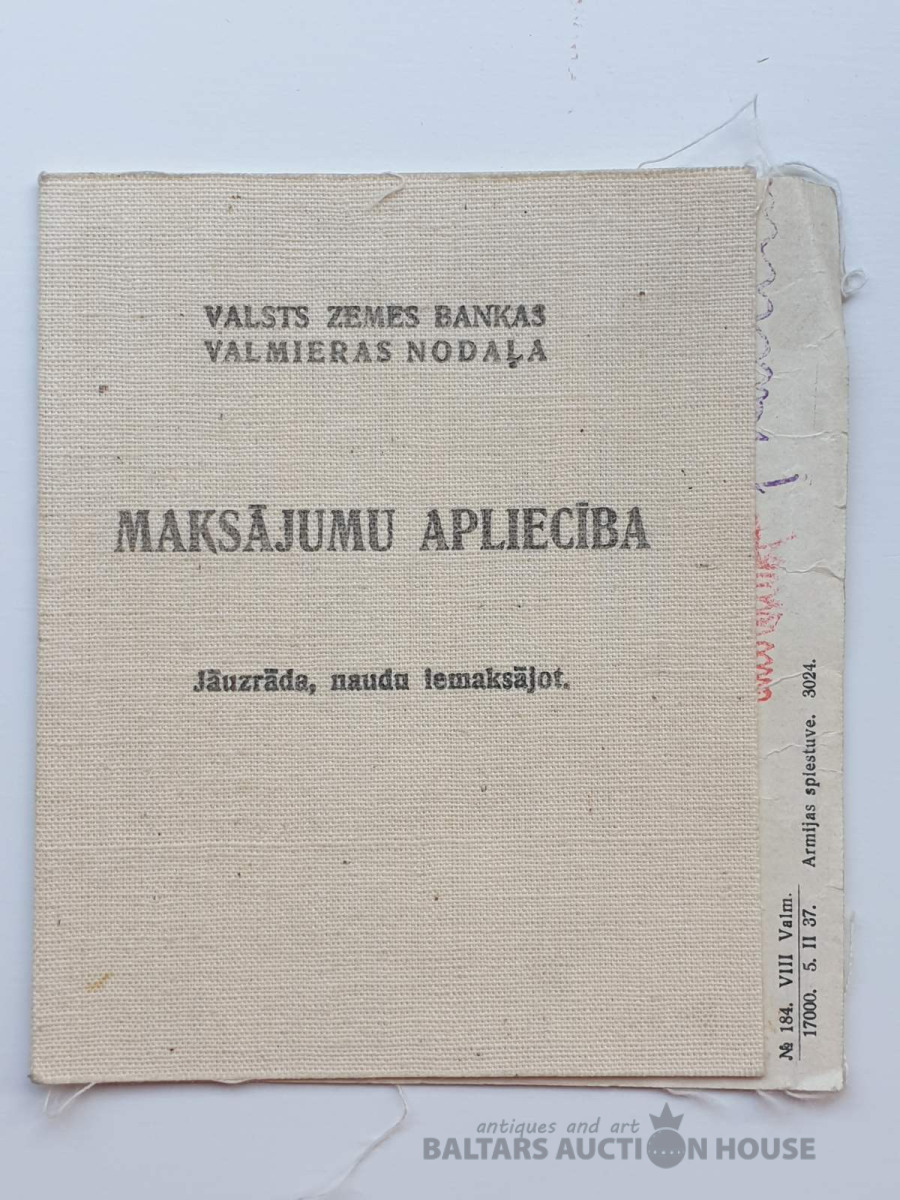 VALSTS ZEMES BANKAS
VALMIERAS NODAĻA
MAKSĀJUMU APLIECĪBA
Jāuzrāda, naudu iemaksājot.
№ 184. VIII Valm.
17000. 5. II 37.
Armijas spiestuve. 3024.
antiques and art
BALTARS AUCTION HOUSE